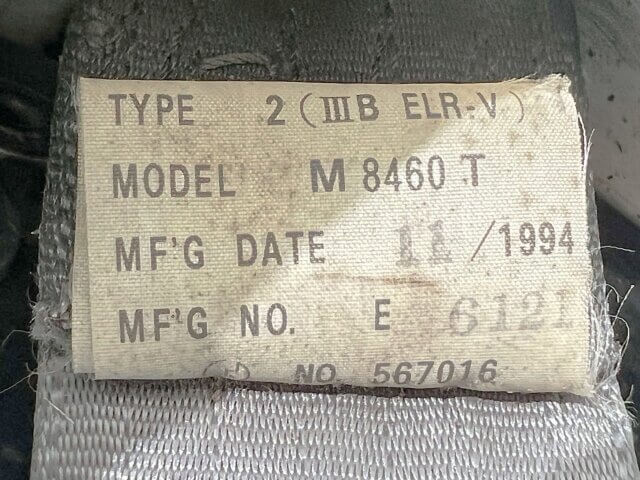 TYPE 2 (ⅢB ELR-V)
MODEL M 8460 T
MF'G DATE 11 / 1994
MF'G NO. E 6121
NO. 567016